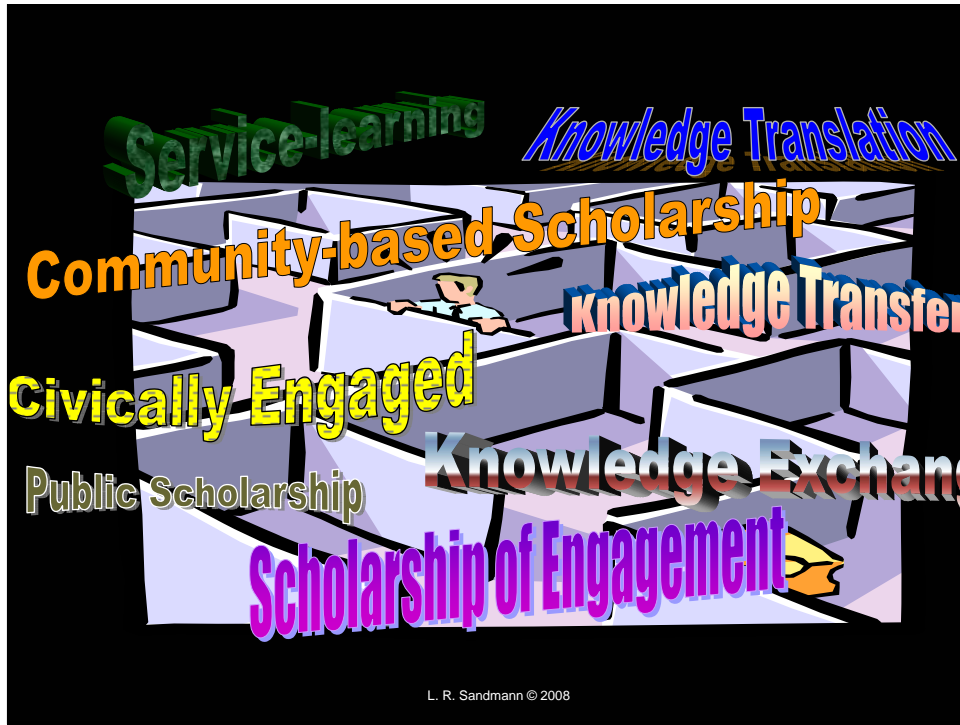 Service-learning
Knowledge Translation
Community-based Scholarship
Knowledge Transfer
Civically Engaged
Knowledge Exchang
Public Scholarship
Scholarship of Engagement
L. R. Sandmann © 2008